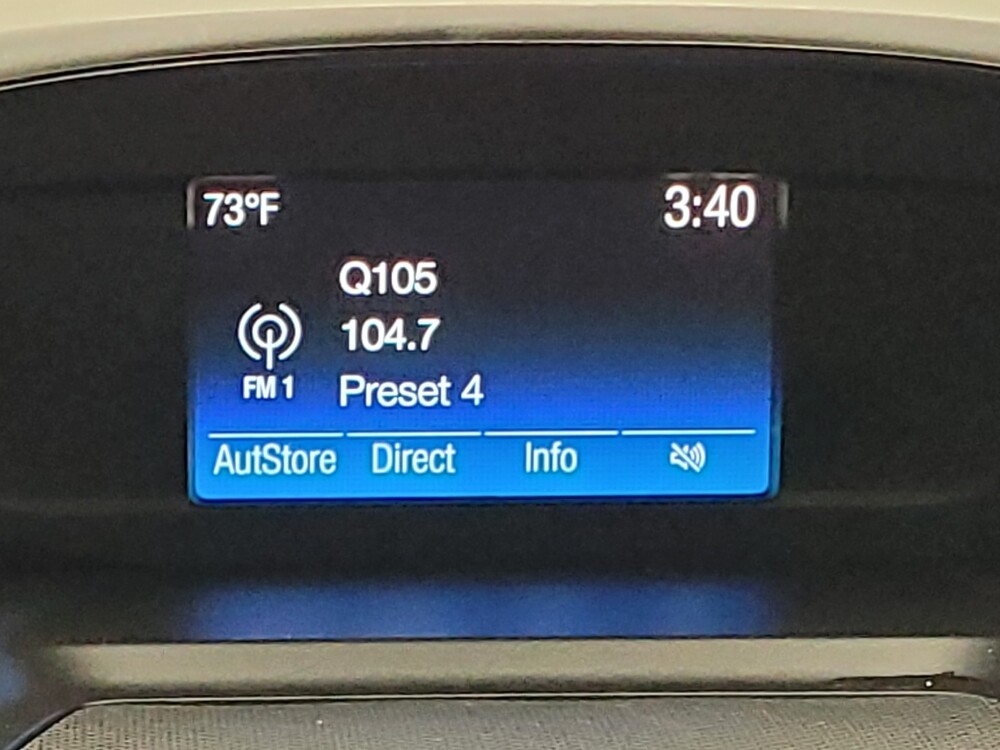 73°F 3:40
Q105
104.7
FM 1 Preset 4
AutStore Direct Info